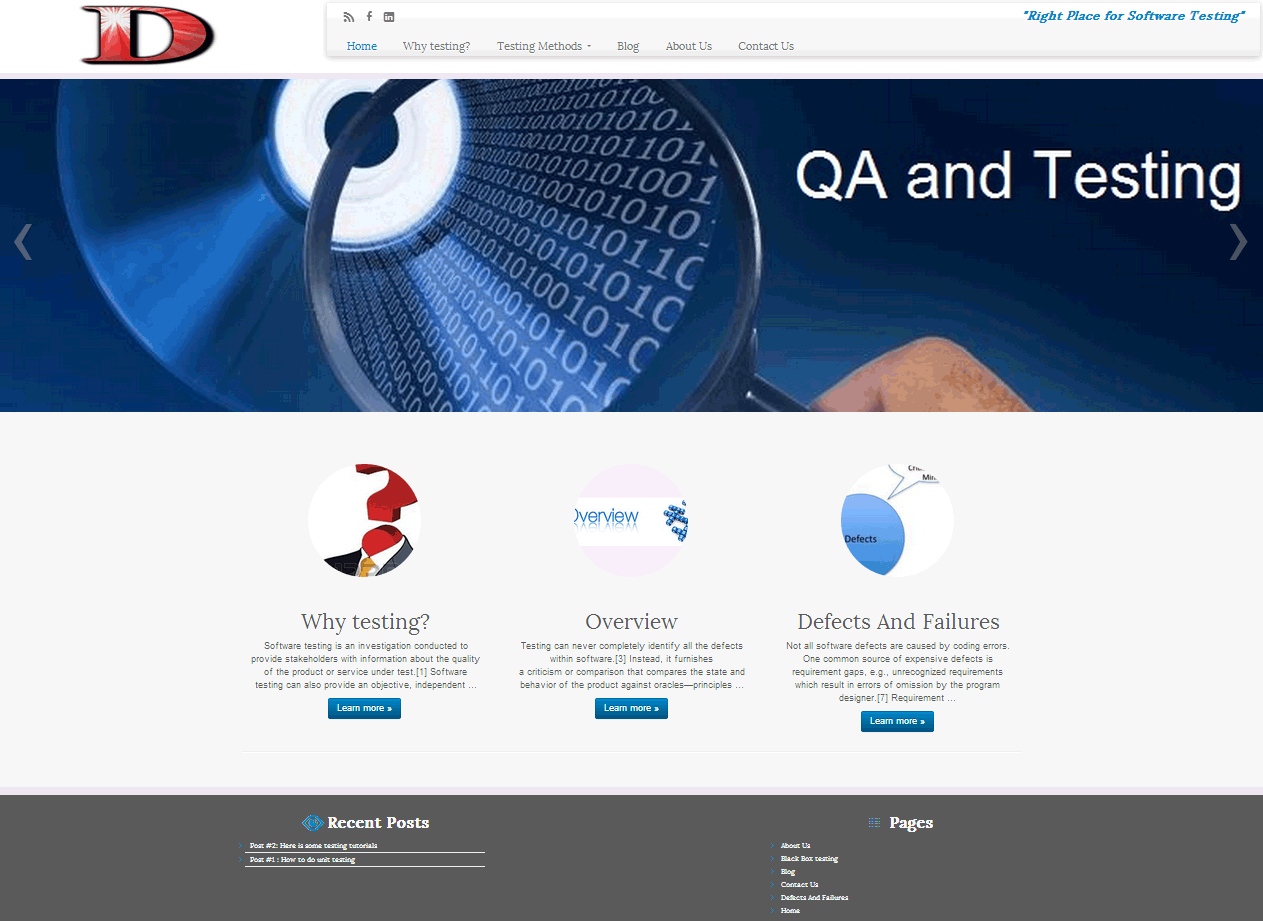 D
"Right Place for Software Testing"
Home Why testing? Testing Methods Blog About Us Contact Us
QA and Testing
Overview
Defects
Why testing?
Software testing is an investigation conducted to
provide stakeholders with information about the quality
of the product or service under test.[1] Software
testing can also provide an objective, independent ...
Learn more »
Overview
Testing can never completely identify all the defects
within software.[3] Instead, it furnishes
a criticism or comparison that compares the state and
behavior of the product against oracles—principles ...
Learn more »
Defects And Failures
Not all software defects are caused by coding errors.
One common source of expensive defects is
requirement gaps, e.g., unrecognized requirements
which result in errors of omission by the program
designer.[7] Requirement ...
Learn more »
Recent Posts
Post #2: Here is some testing tutorials
Post #1 : How to do unit testing
Pages
About Us
Black Box testing
Blog
Contact Us
Defects And Failures
Home